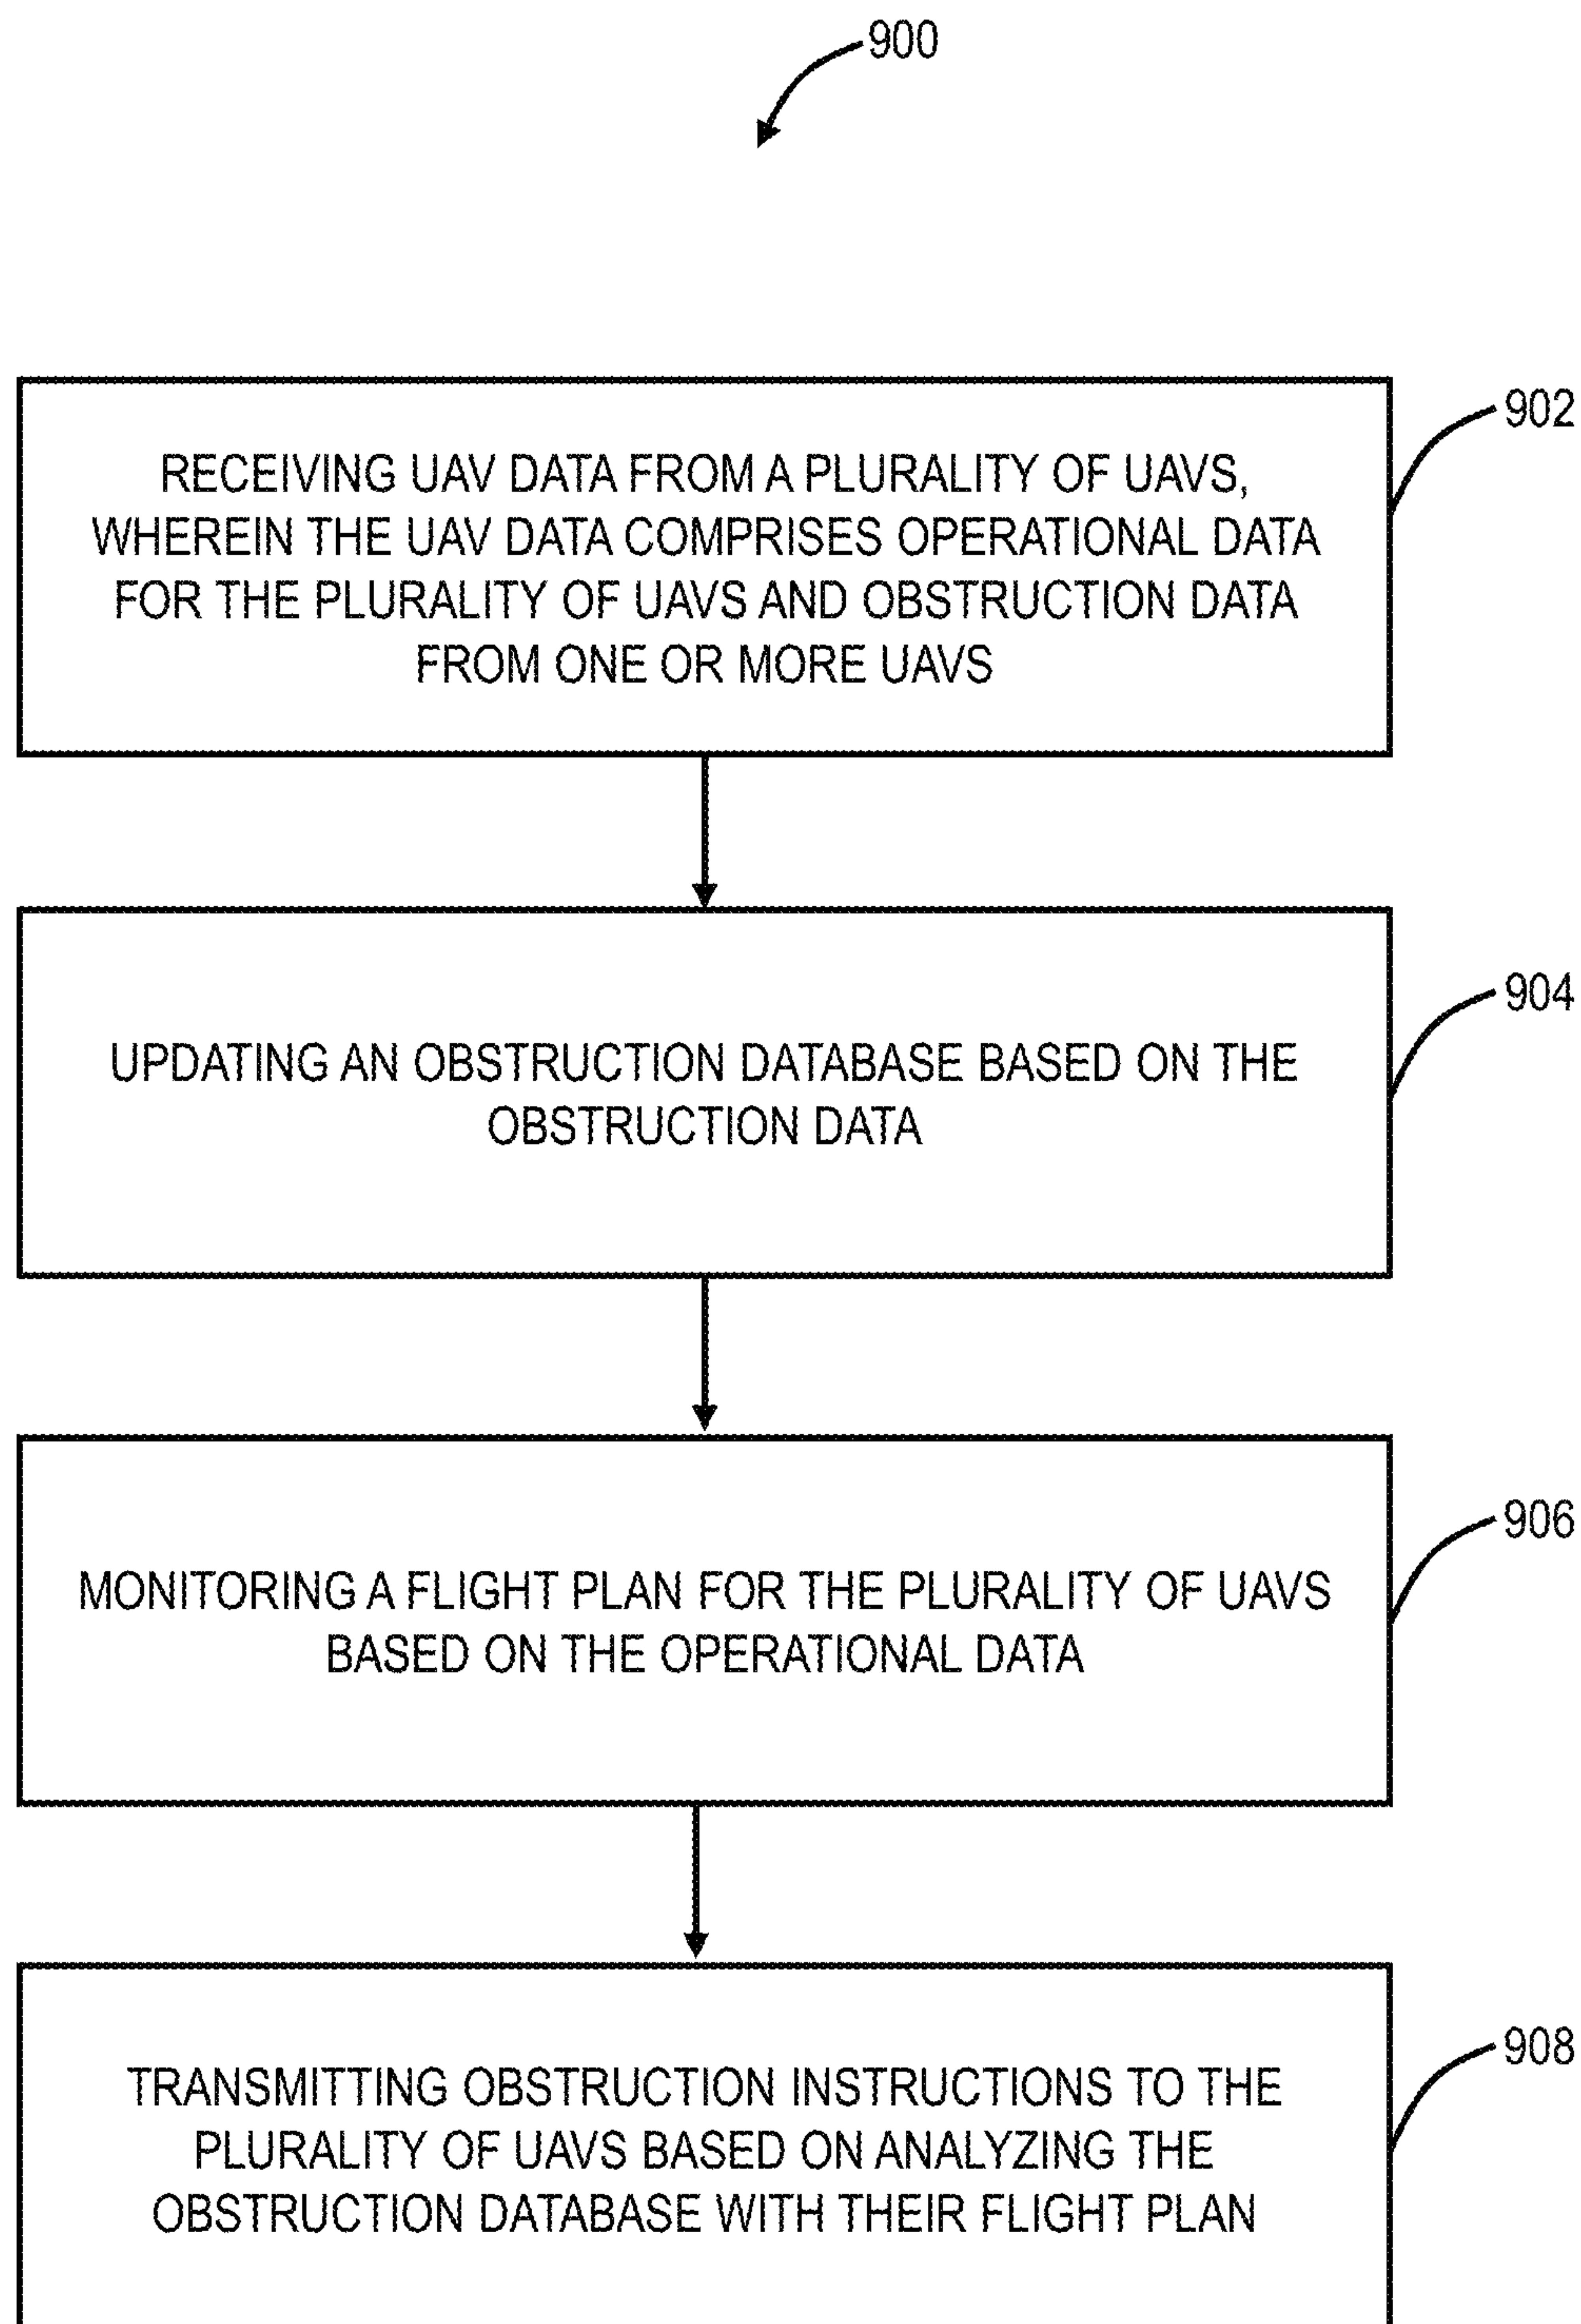 900
902
RECEIVING UAV DATA FROM A PLURALITY OF UAVS,
WHEREIN THE UAV DATA COMPRISES OPERATIONAL DATA
FOR THE PLURALITY OF UAVS AND OBSTRUCTION DATA
FROM ONE OR MORE UAVS
904
UPDATING AN OBSTRUCTION DATABASE BASED ON THE
OBSTRUCTION DATA
906
MONITORING A FLIGHT PLAN FOR THE PLURALITY OF UAVS
BASED ON THE OPERATIONAL DATA
908
TRANSMITTING OBSTRUCTION INSTRUCTIONS TO THE
PLURALITY OF UAVS BASED ON ANALYZING THE
OBSTRUCTION DATABASE WITH THEIR FLIGHT PLAN